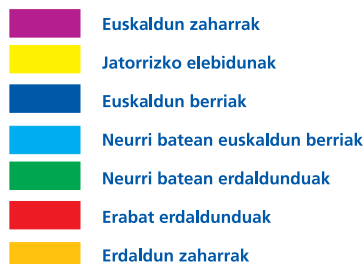 Euskaldun zaharrak
Jatorrizko elebidunak
Euskaldun berriak
Neurri batean euskaldun berriak
Neurri batean erdaldunduak
Erabat erdaldunduak
Erdaldun zaharrak